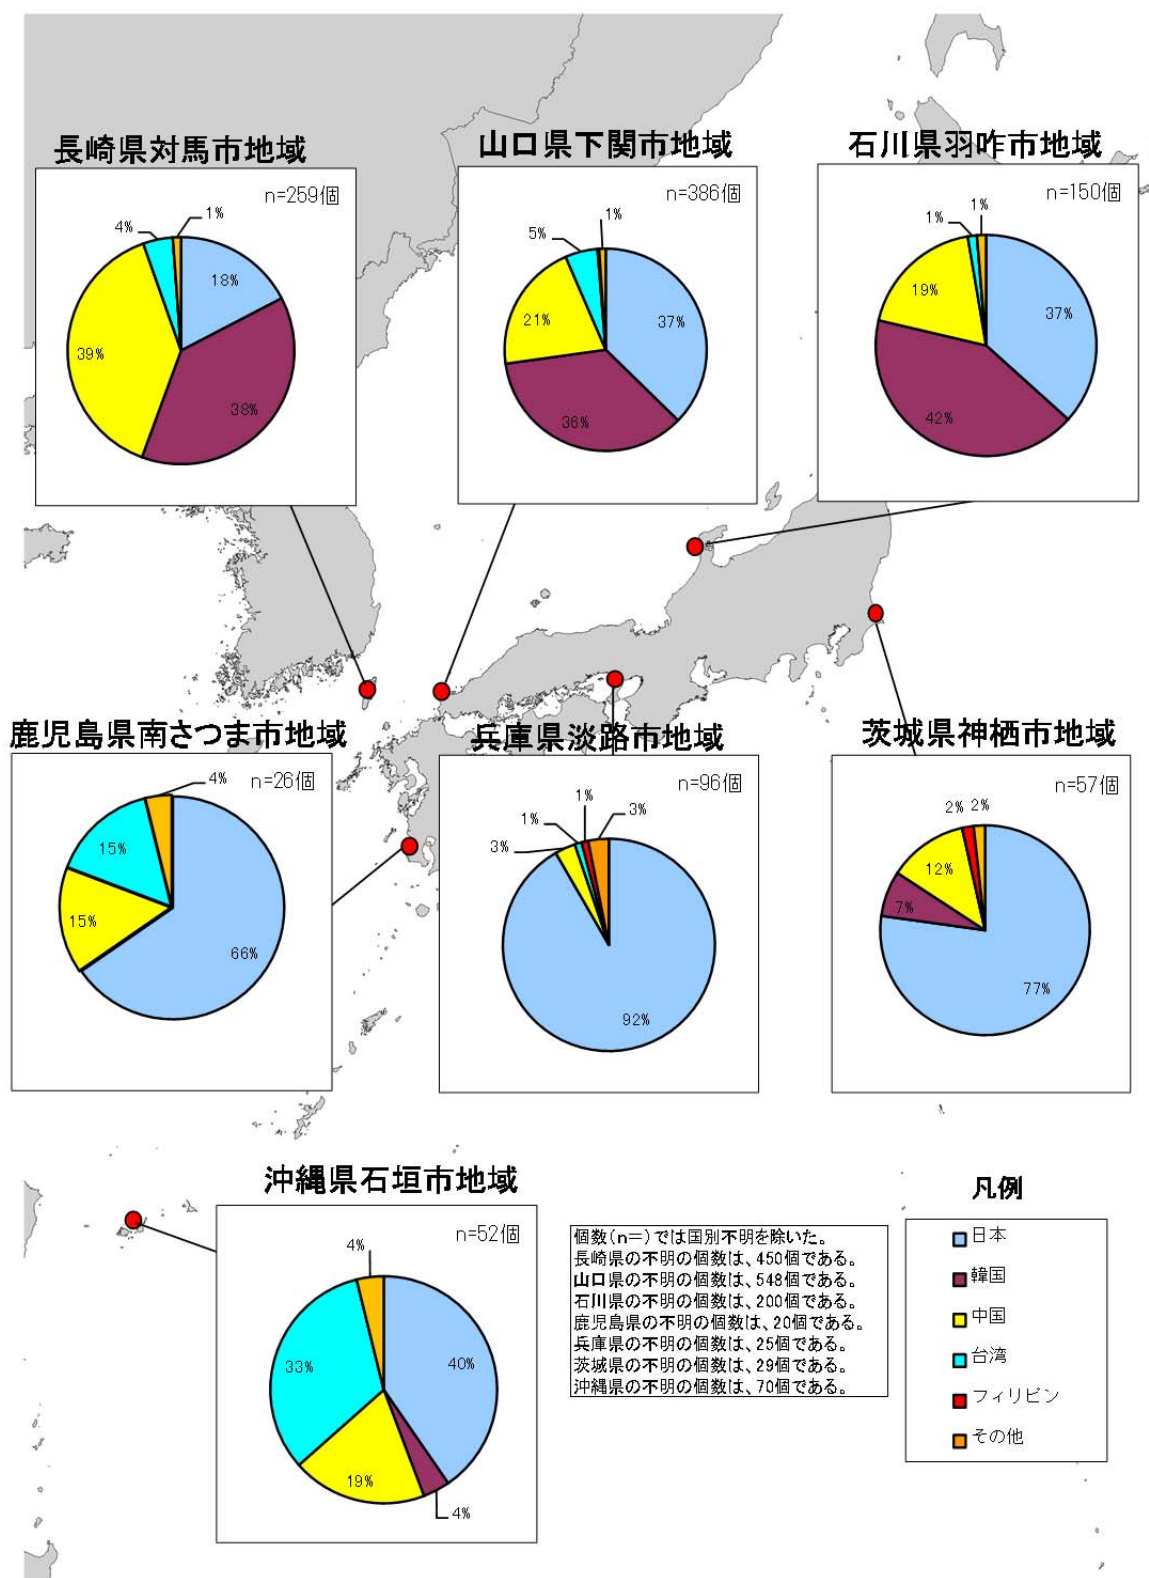 長崎県対馬市地域
n=259個
4%
1%
18%
39%
38%
山口県下関市地域
n=386個
5%
1%
21%
37%
36%
石川県羽咋市地域
n=150個
1%
1%
19%
37%
42%
鹿児島県南さつま市地域
n=26個
4%
15%
15%
66%
兵庫県淡路市地域
n=96個
1%
1%
3%
3%
92%
茨城県神栖市地域
n=57個
2%
2%
12%
7%
77%
沖縄県石垣市地域
n=52個
4%
33%
40%
19%
4%
個数(n=)では国別不明を除いた。
長崎県の不明の個数は、450個である。
山口県の不明の個数は、548個である。
石川県の不明の個数は、200個である。
鹿児島県の不明の個数は、20個である。
兵庫県の不明の個数は、25個である。
茨城県の不明の個数は、29個である。
沖縄県の不明の個数は、70個である。
凡例
日本
韓国
中国
台湾
フィリピン
その他